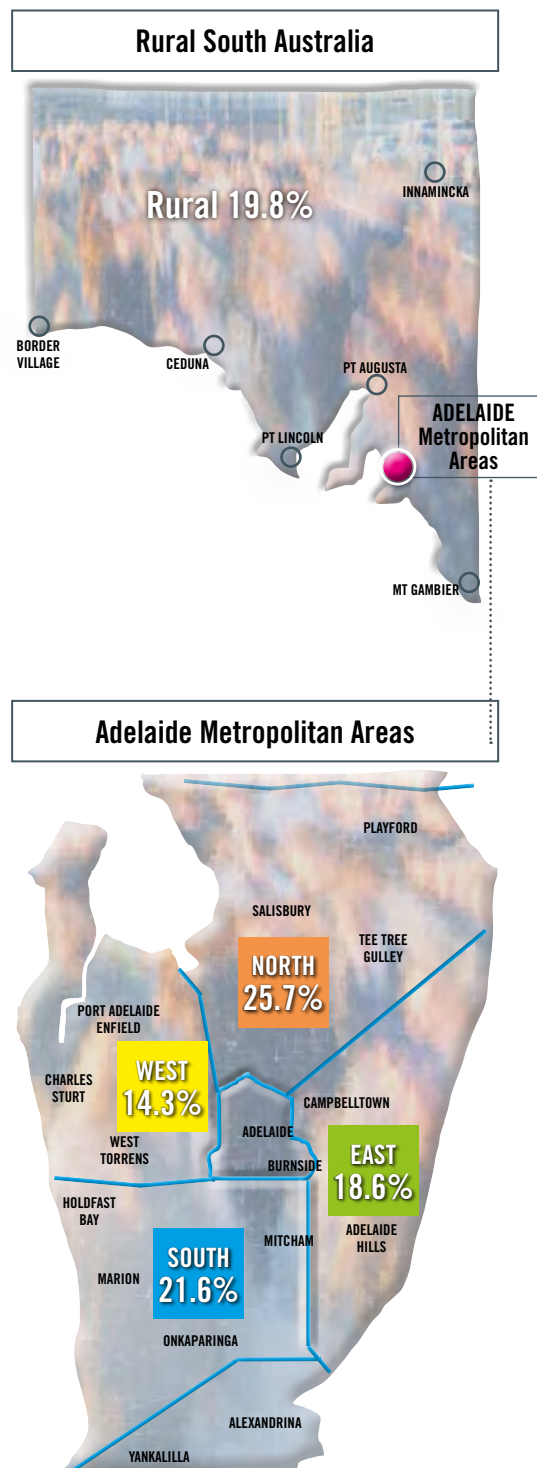 Rural South Australia
Rural 19.8%
INNAMINCKA
BORDER
VILLAGE
CEDUNA
PT AUGUSTA
ADELAIDE
Metropolitan
Areas
PT LINCOLN
MT GAMBIER
Adelaide Metropolitan Areas
PLAYFORD
SALISBURY
TEE TREE
GULLEY
NORTH
25.7%
PORT ADELAIDE
ENFIELD
WEST
14.3%
CHARLES
STURT
CAMPBELLTOWN
ADELAIDE
WEST
TORRENS
BURNSIDE
EAST
18.6%
HOLDFAST
BAY
MITCHAM
ADELAIDE
HILLS
SOUTH
21.6%
MARION
ONKAPARINGA
ALEXANDRINA
YANKALILLA